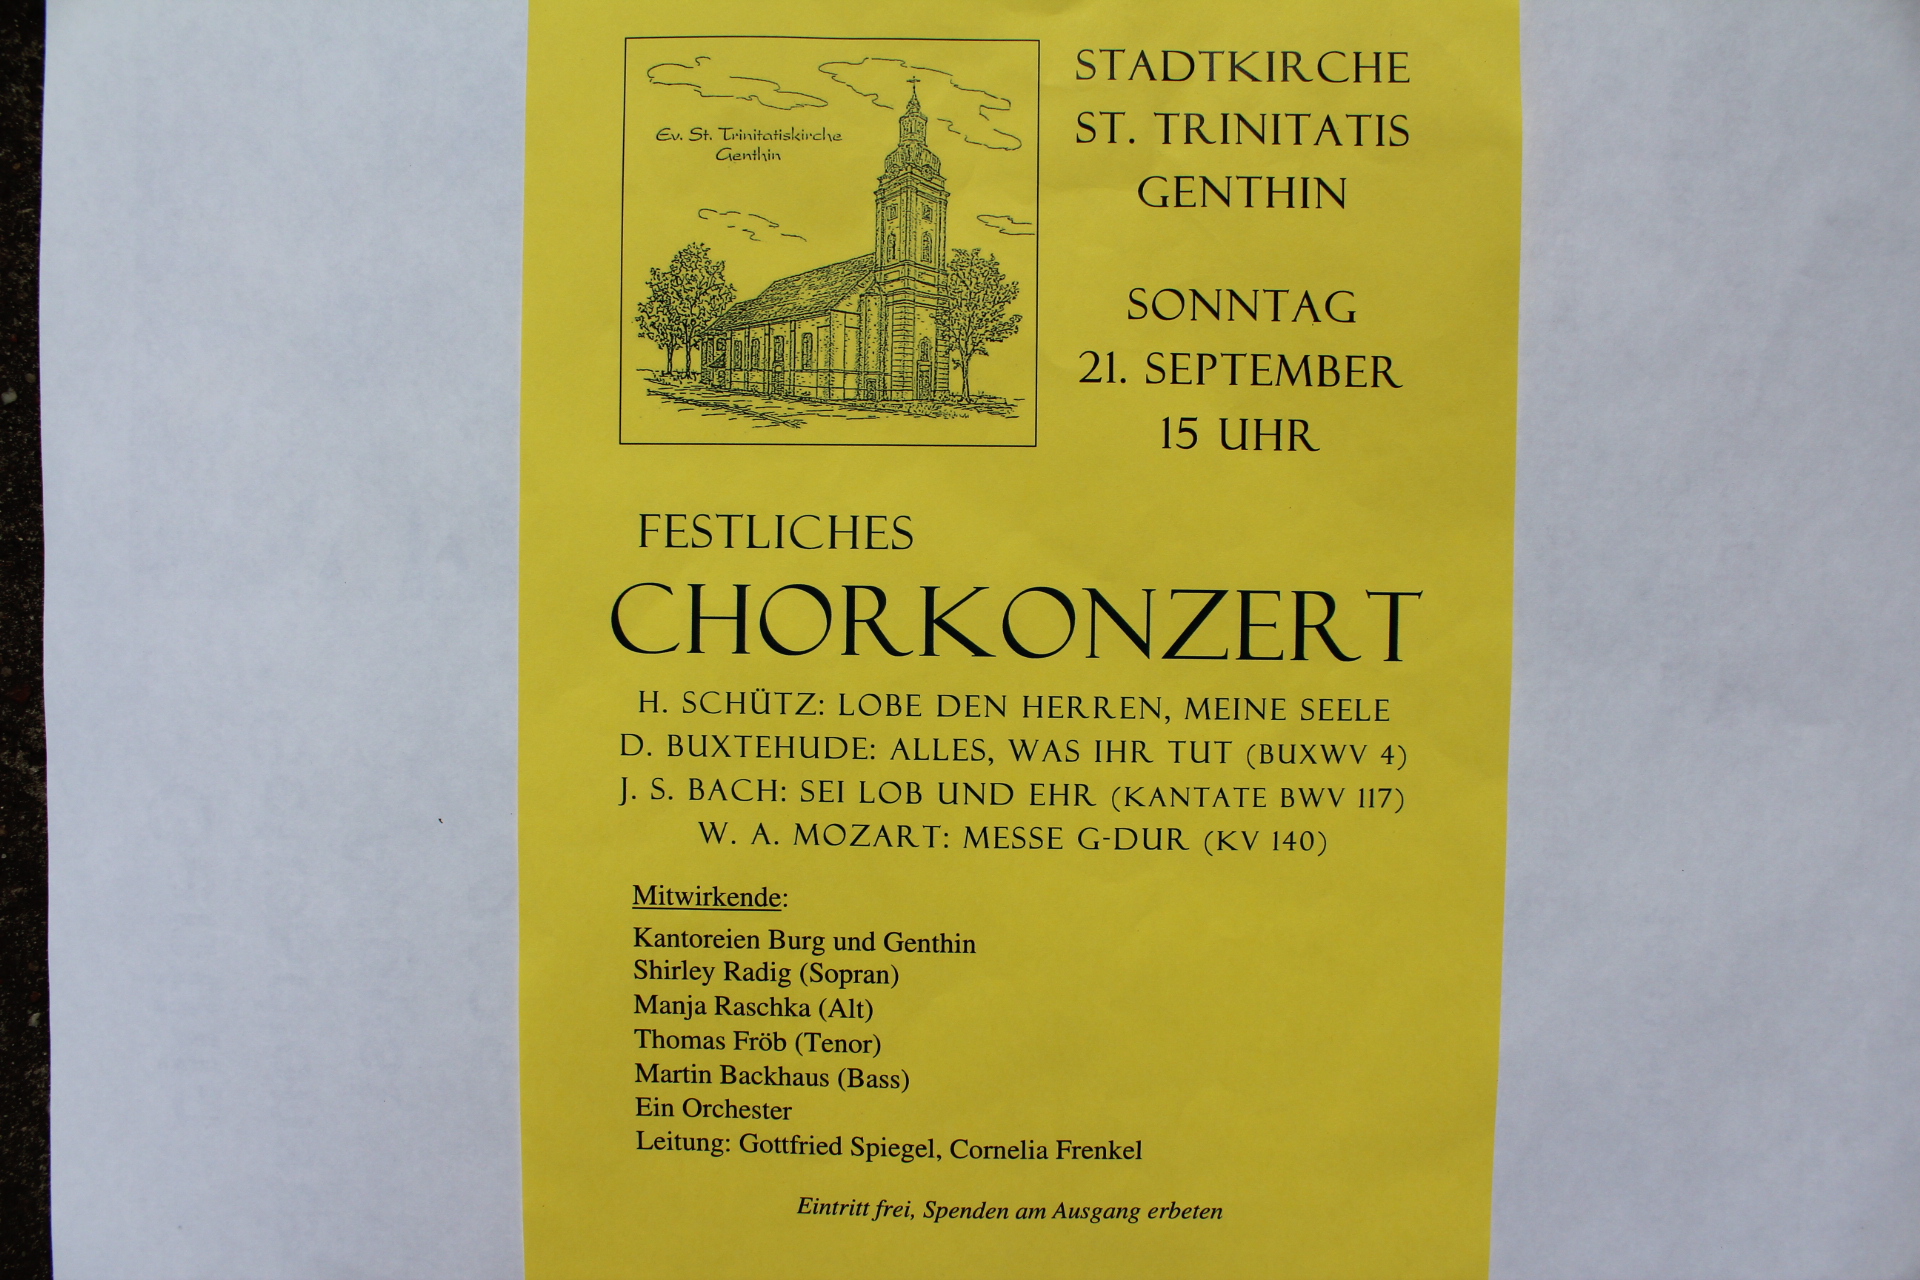 Ev. St. Trinitatiskirche
Genthin
STADTKIRCHE
ST. TRINITATIS
GENTHIN
SONNTAG
21. SEPTEMBER
15 UHR
FESTLICHES
CHORKONZERT
H. SCHÜTZ: LOBE DEN HERREN, MEINE SEELE
D. BUXTEHUDE: ALLES, WAS IHR TUT (BUXWV 4)
J. S. BACH: SEI LOB UND EHR (KANTATE BWV 117)
W. A. MOZART: MESSE G-DUR (KV 140)
Mitwirkende:
Kantoreien Burg und Genthin
Shirley Radig (Sopran)
Manja Raschka (Alt)
Thomas Fröb (Tenor)
Martin Backhaus (Bass)
Ein Orchester
Leitung: Gottfried Spiegel, Cornelia Frenkel
Eintritt frei, Spenden am Ausgang erbeten